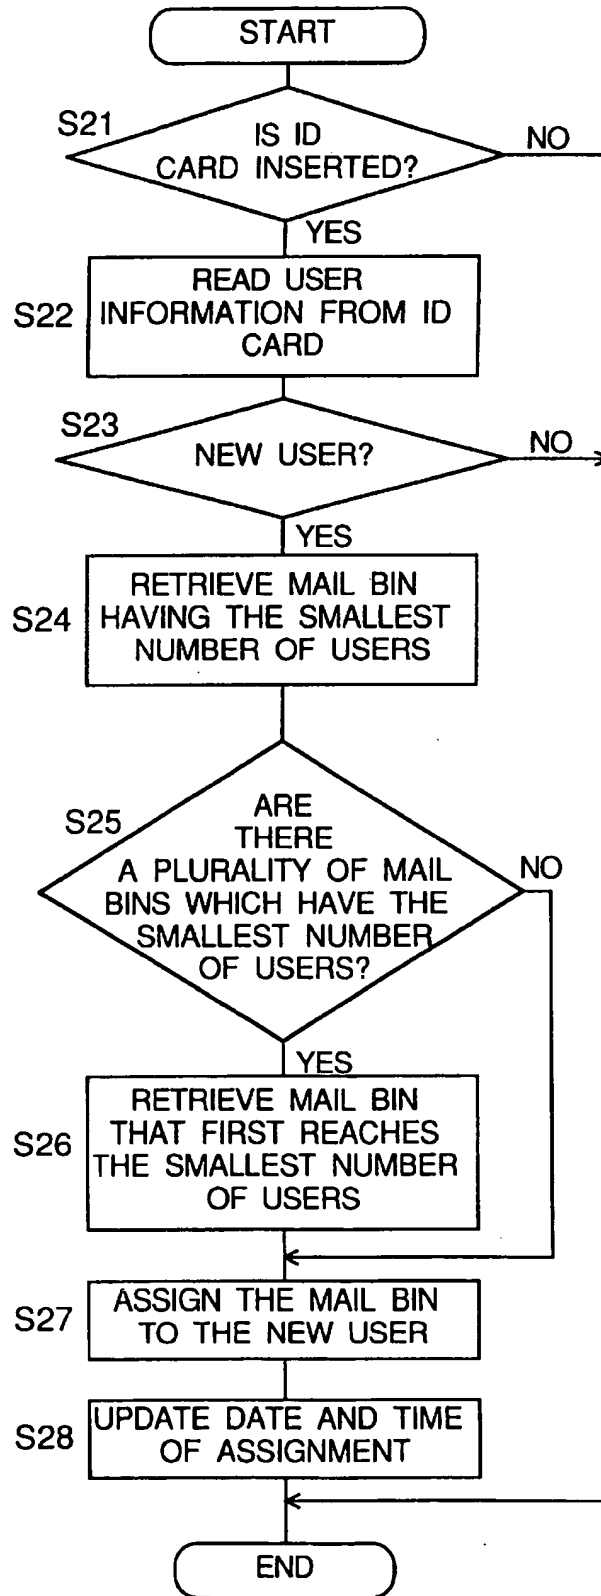 START
S21
IS ID
CARD INSERTED?
NO
YES
S22
READ USER
INFORMATION FROM ID
CARD
S23
NEW USER?
NO
YES
S24
RETRIEVE MAIL BIN
HAVING THE SMALLEST
NUMBER OF USERS
S25
ARE
THERE
A PLURALITY OF MAIL
BINS WHICH HAVE THE
SMALLEST NUMBER
OF USERS?
NO
YES
S26
RETRIEVE MAIL BIN
THAT FIRST REACHES
THE SMALLEST NUMBER
OF USERS
S27
ASSIGN THE MAIL BIN
TO THE NEW USER
S28
UPDATE DATE AND TIME
OF ASSIGNMENT
END